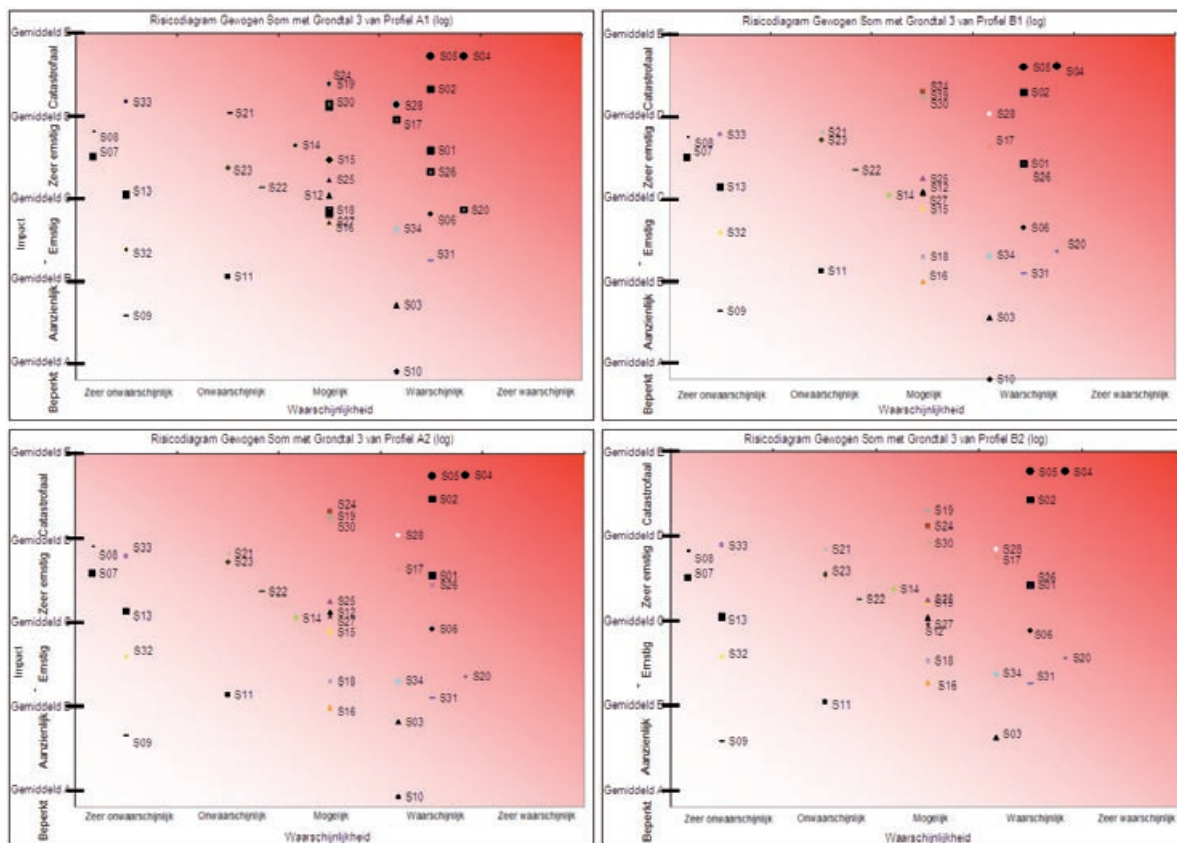 Risicodiagram Gewogen Som met Grondtal 3 van Profiel A1 (log)
Gemiddeld E
Catastrofaal
Gemiddeld D
Zeer ernstig
Gemiddeld C
Ernstig
Impact
Gemiddeld B
Aanzienlijk
Gemiddeld A
Beperkt
S05
S04
S24
S19
S02
S33
S30
S28
S21
S17
S08
S14
S01
S07
S15
S23
S26
S25
S22
S13
S12
S18
S20
S06
S27
S16
S34
S32
S31
S11
S03
S09
S10
Zeer onwaarschijnlijk
Onwaarschijnlijk
Mogelijk
Waarschijnlijk
Zeer waarschijnlijk
Waarschijnlijkheid
Risicodiagram Gewogen Som met Grondtal 3 van Profiel B1 (log)
Gemiddeld E
Catastrofaal
Gemiddeld D
Zeer ernstig
Gemiddeld C
Ernstig
Impact
Gemiddeld B
Aanzienlijk
Gemiddeld A
Beperkt
S05
S04
S24
S19
S02
S30
S28
S33
S21
S08
S23
S17
S07
S01
S22
S26
S25
S13
S12
S14
S27
S15
S06
S32
S20
S18
S34
S11
S31
S16
S09
S03
S10
Zeer onwaarschijnlijk
Onwaarschijnlijk
Mogelijk
Waarschijnlijk
Zeer waarschijnlijk
Waarschijnlijkheid
Risicodiagram Gewogen Som met Grondtal 3 van Profiel A2 (log)
Gemiddeld E
Catastrofaal
Gemiddeld D
Zeer ernstig
Gemiddeld C
Ernstig
Impact
Gemiddeld B
Aanzienlijk
Gemiddeld A
Beperkt
S05
S04
S02
S24
S19
S30
S28
S33
S21
S08
S23
S17
S07
S01
S26
S22
S25
S12
S13
S14
S27
S15
S06
S32
S20
S18
S34
S11
S31
S16
S03
S09
S10
Zeer onwaarschijnlijk
Onwaarschijnlijk
Mogelijk
Waarschijnlijk
Zeer waarschijnlijk
Waarschijnlijkheid
Risicodiagram Gewogen Som met Grondtal 3 van Profiel B2 (log)
Gemiddeld E
Catastrofaal
Gemiddeld D
Zeer ernstig
Gemiddeld C
Ernstig
Impact
Gemiddeld B
Aanzienlijk
Gemiddeld A
Beperkt
S05
S04
S02
S19
S24
S30
S33
S21
S28
S08
S17
S07
S23
S26
S01
S14
S22
S15
S13
S27
S12
S06
S32
S18
S20
S34
S31
S16
S11
S03
S09
Zeer onwaarschijnlijk
Onwaarschijnlijk
Mogelijk
Waarschijnlijk
Zeer waarschijnlijk
Waarschijnlijkheid